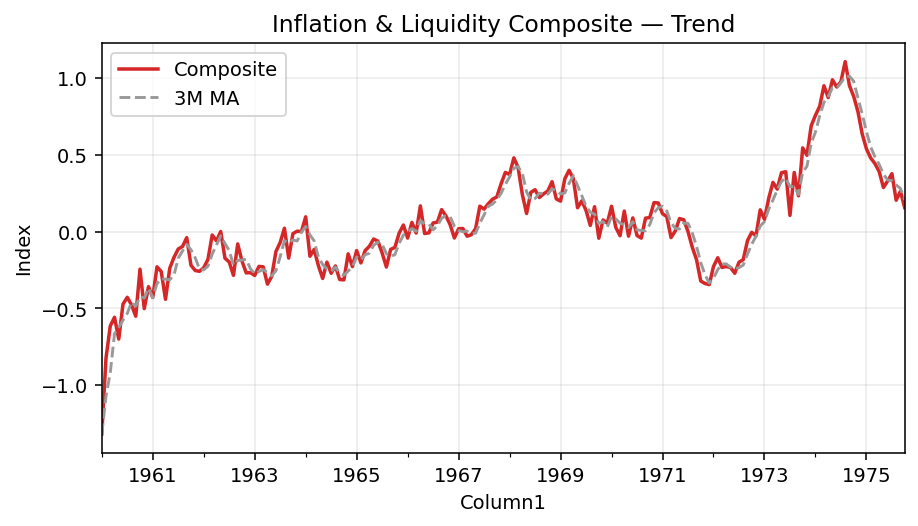 Inflation & Liquidity Composite — Trend
Composite
3M MA
1.0
0.5
0.0
−0.5
−1.0
Index
1961 1963 1965 1967 1969 1971 1973 1975
Column1